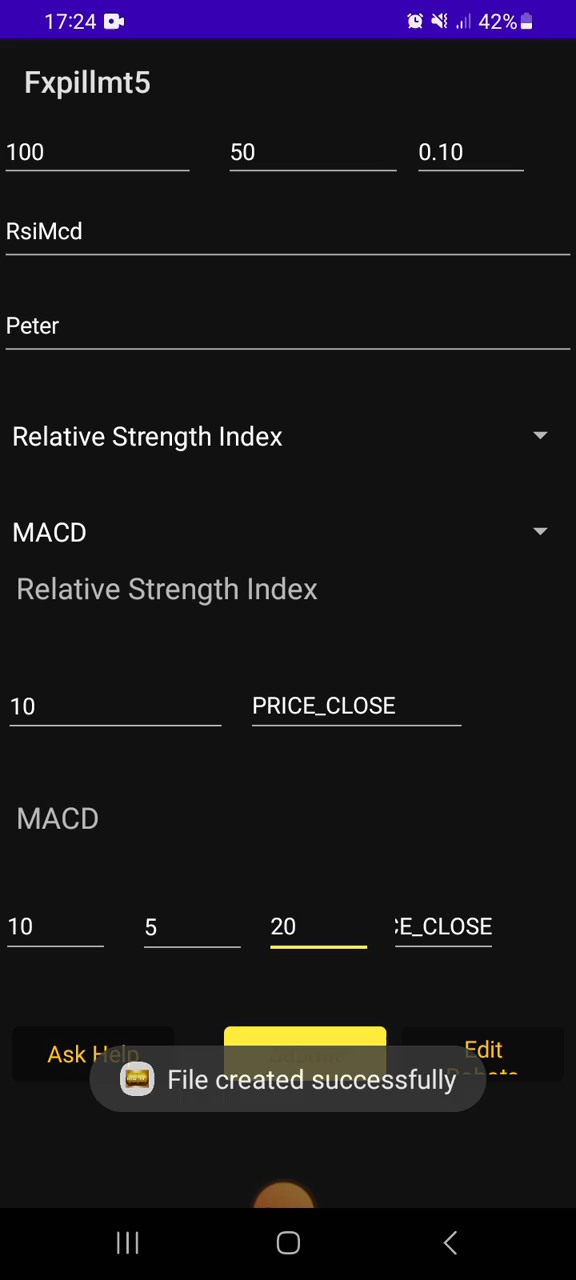 17:24
42%
Fxpillmt5
100 50 0.10
RsiMcd
Peter
Relative Strength Index
MACD
Relative Strength Index
10 PRICE_CLOSE
MACD
10 5 20 CE_CLOSE
Ask Help
Edit
File created successfully